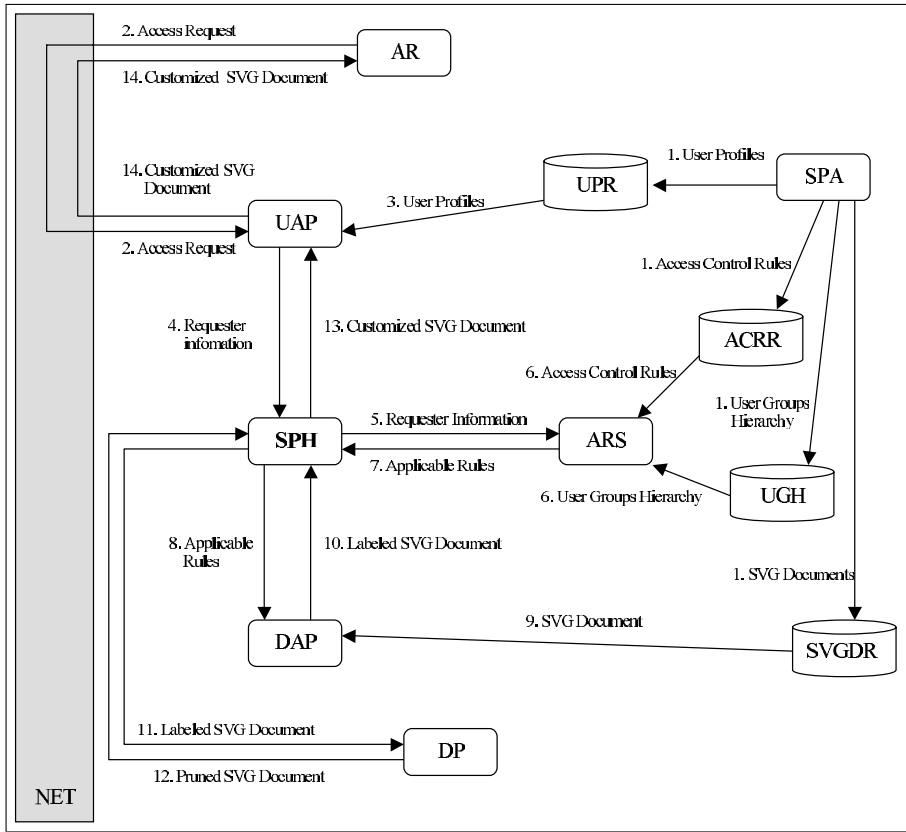 2. Access Request
AR
14. Customized SVG Document
14. Customized SVG
Document
1. User Profiles
UPR
SPA
3. User Profiles
UAP
2. Access Request
1. Access Control Rules
4. Requester
infomation
13. Customized SVG Document
ACRR
6. Access Control Rules
1. User Groups
Hierarchy
5. Requester Information
SPH
ARS
7. Applicable Rules
6. User Groups Hierarchy
UGH
8. Applicable
Rules
10. Labeled SVG Document
1. SVG Documents
9. SVG Document
DAP
SVGDR
11. Labelled SVG Document
DP
12. Pruned SVG Document
NET